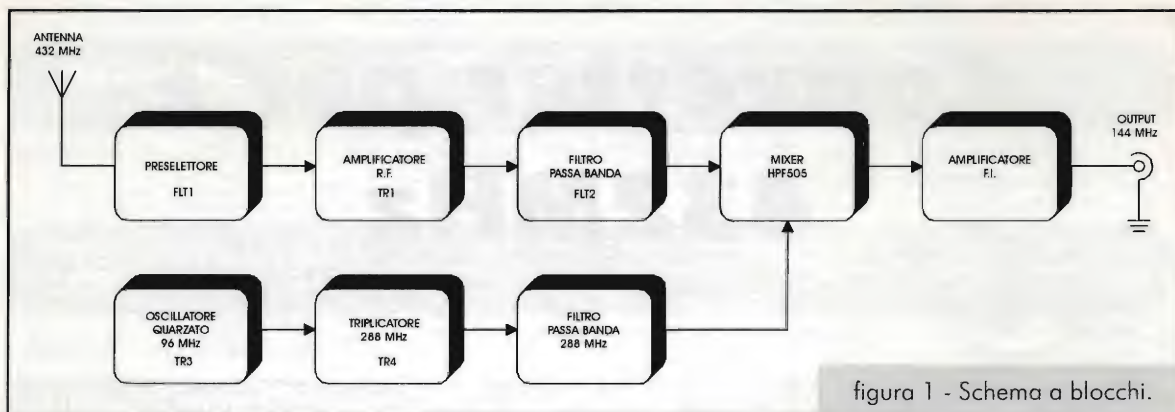 ANTENNA
432 MHz
PRESELETTORE
FLT1
AMPLIFICATORE
R.F.
TR1
FILTRO
PASSA BANDA
FLT2
MIXER
HPF505
AMPLIFICATORE
F.I.
OUTPUT
144 MHz
OSCILLATORE
QUARZATO
96 MHz
TR3
TRIPLICATORE
288 MHz
TR4
FILTRO
PASSA BANDA
288 MHz
figura 1 - Schema a blocchi.